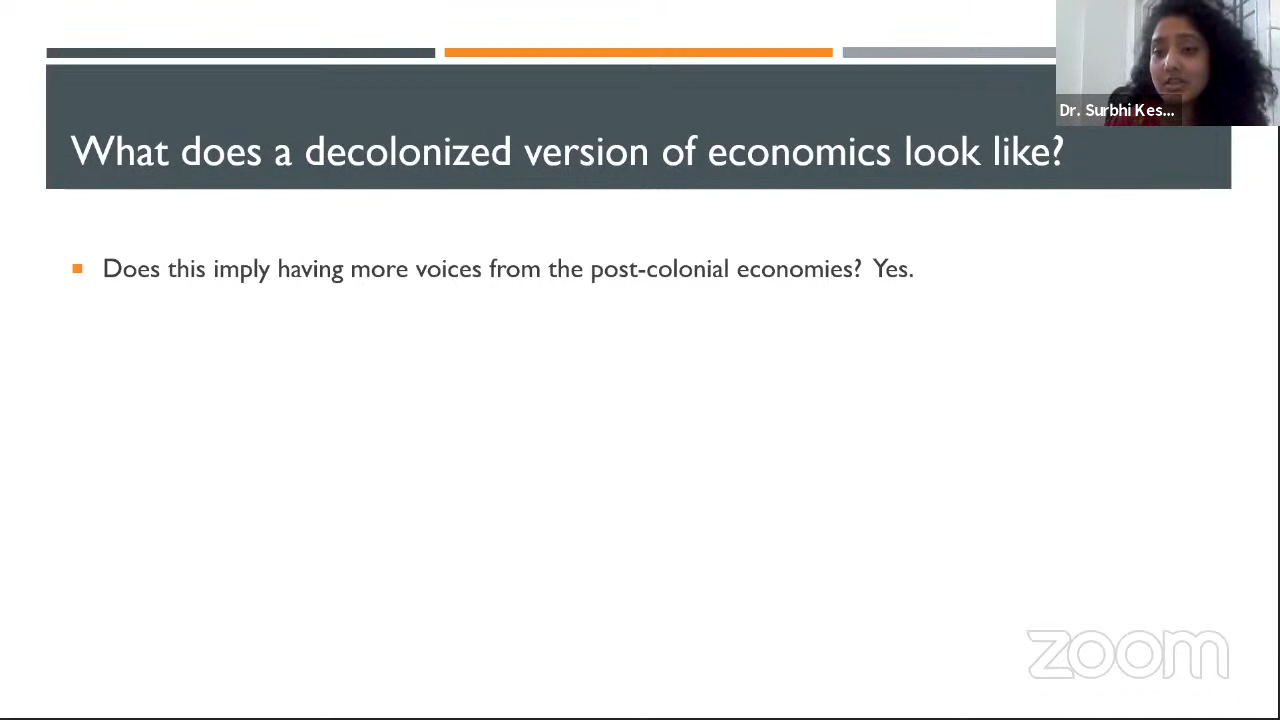 Dr. Surbhi Kes...
What does a decolonized version of economics look like?
Does this imply having more voices from the post-colonial economies? Yes.
zoom